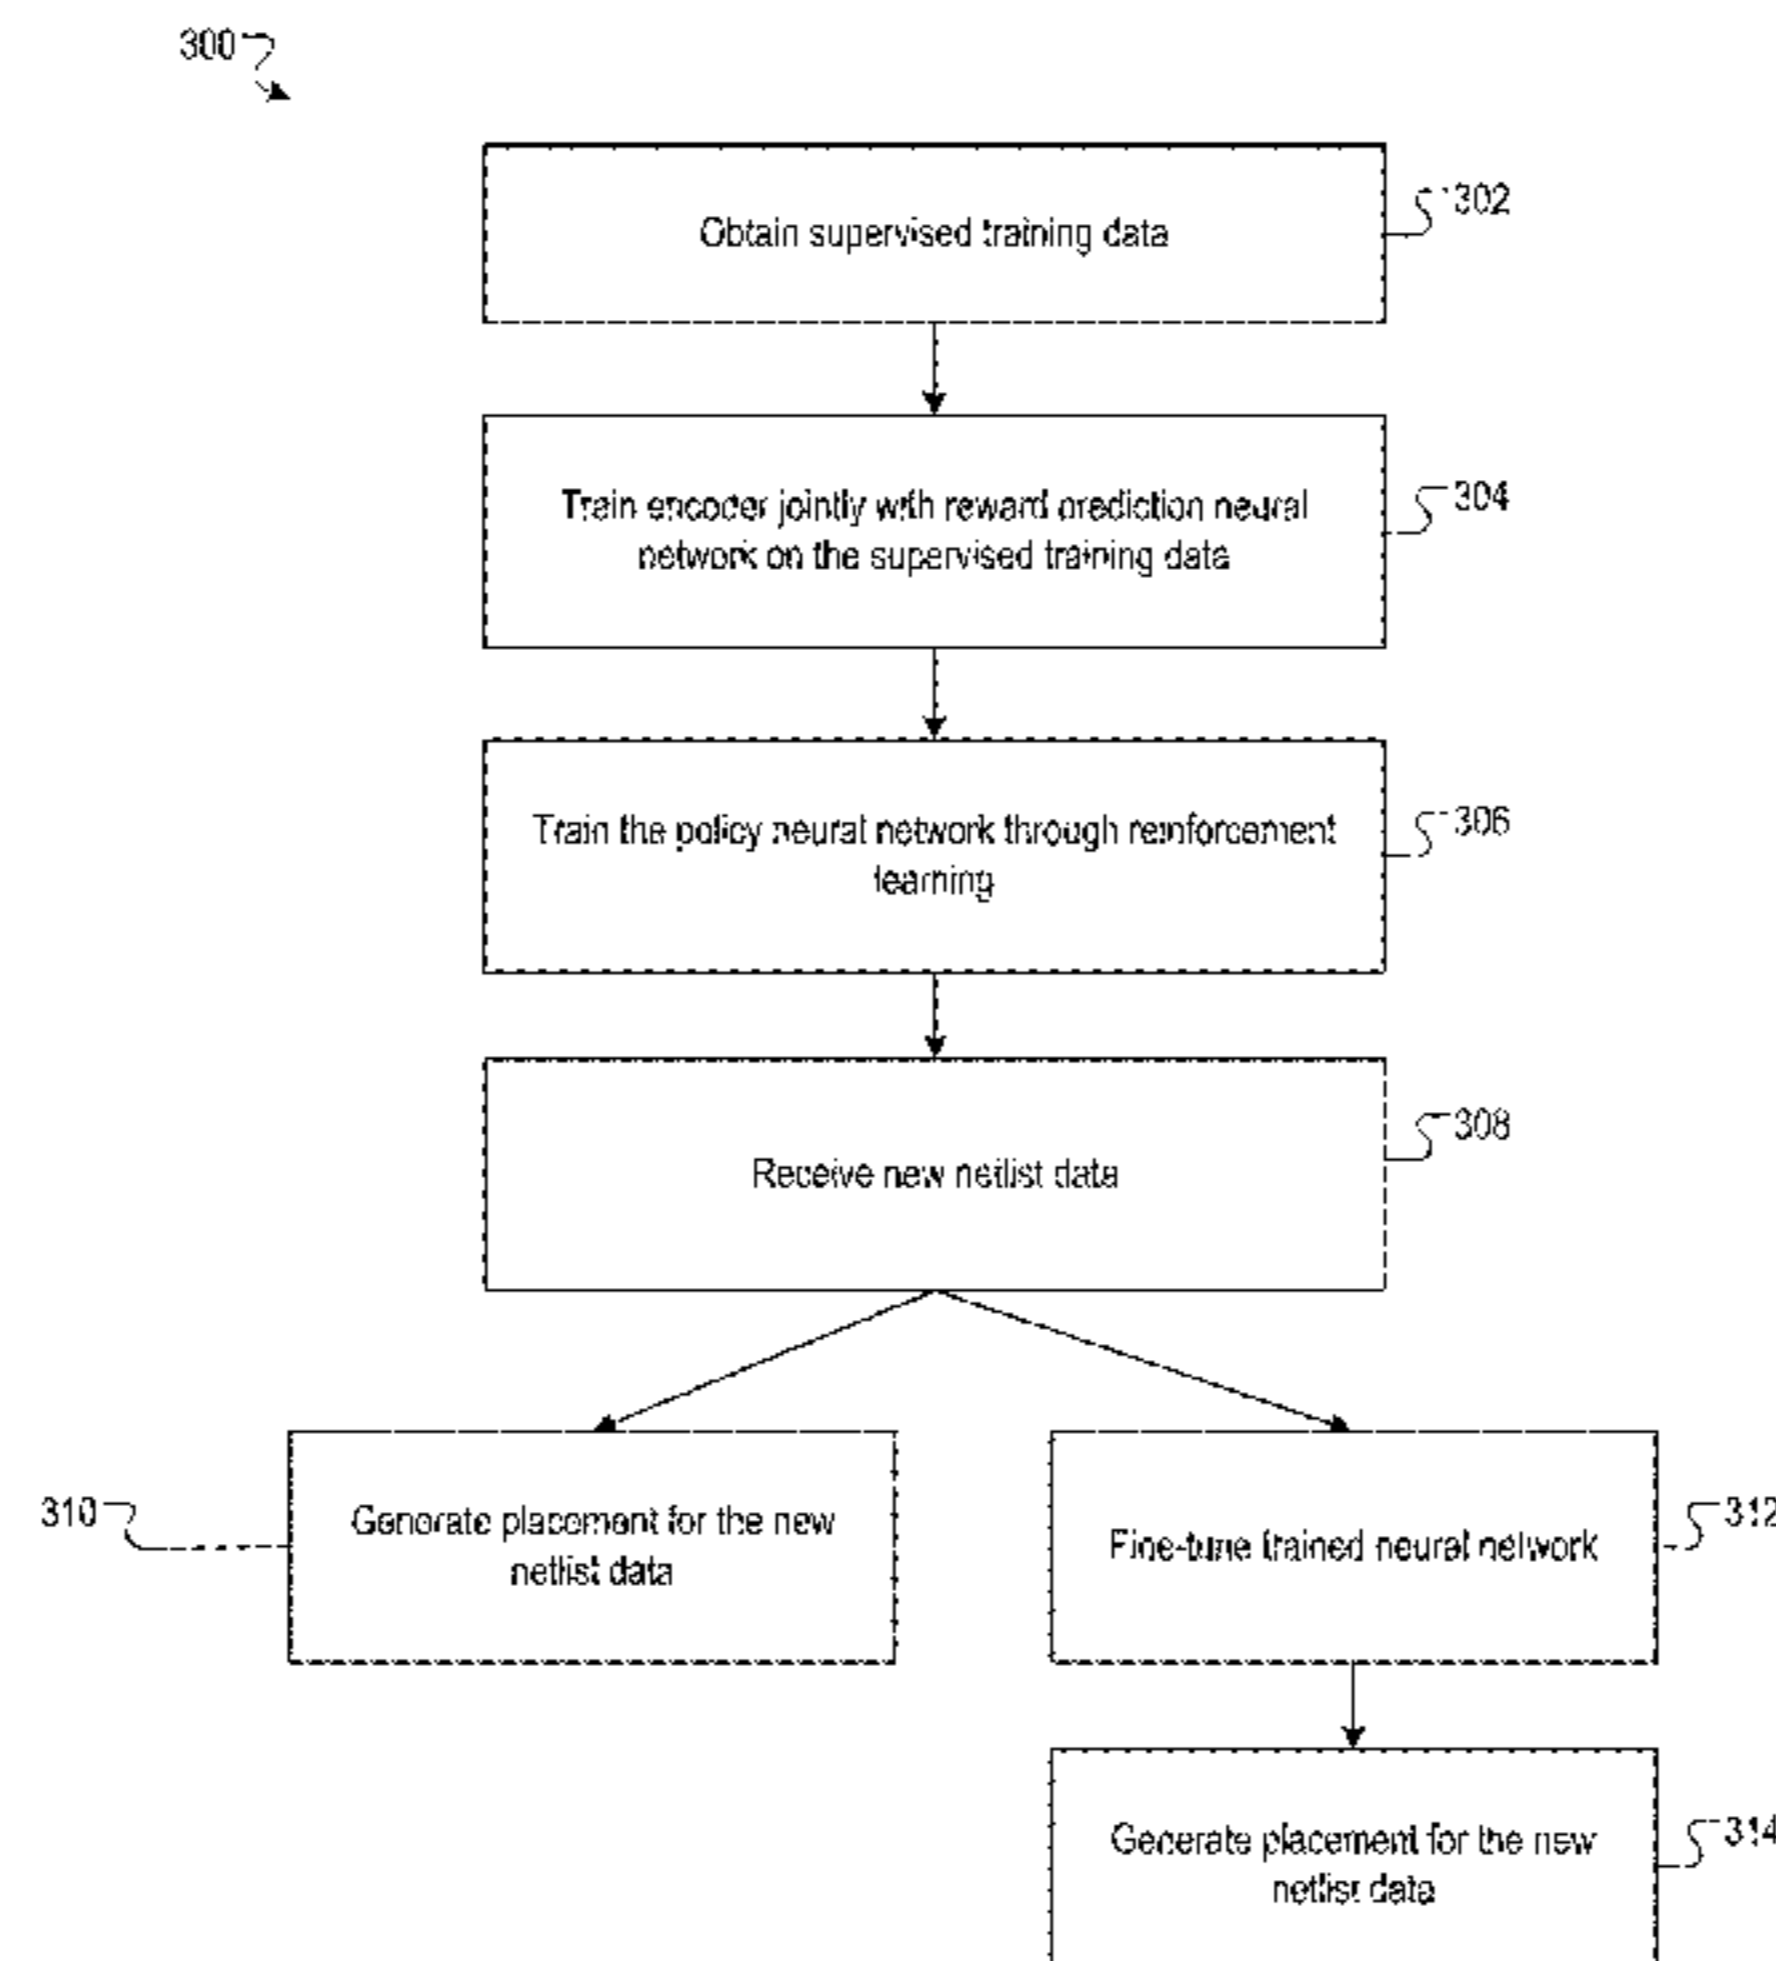 300
Obtain supervised training data
302
Train encoder jointly with reward prediction neural
network on the supervised training data
304
Train the policy neural network through reinforcement
learning
306
Receive new netlist data
308
310
Generate placement for the new
netlist data
Fine-tune trained neural network
312
Generate placement for the new
netlist data
314